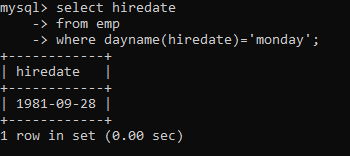 mysql> select hiredate
    -> from emp
    -> where dayname(hiredate)='monday';
+------------+
| hiredate   |
+------------+
| 1981-09-28 |
+------------+
1 row in set (0.00 sec)